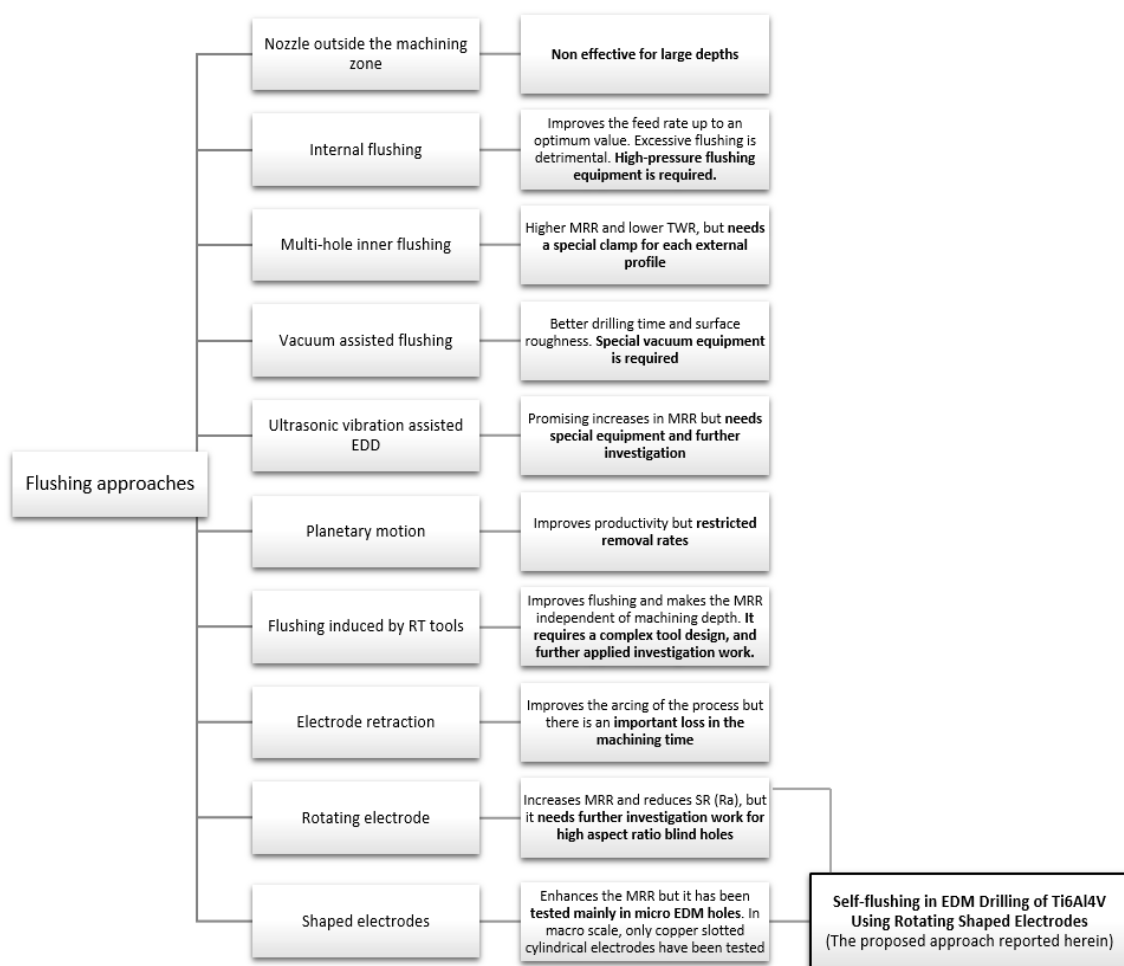 Nozzle outside the machining
zone
Non effective for large depths
Internal flushing
Improves the feed rate up to an
optimum value. Excessive flushing is
detrimental. High-pressure flushing
equipment is required.
Multi-hole inner flushing
Higher MRR and lower TWR, but needs
a special clamp for each external
profile
Vacuum assisted flushing
Better drilling time and surface
roughness. Special vacuum equipment
is required
Ultrasonic vibration assisted
EDD
Promising increases in MRR but needs
special equipment and further
investigation
Flushing approaches
Planetary motion
Improves productivity but restricted
removal rates
Flushing induced by RT tools
Improves flushing and makes the MRR
independent of machining depth. It
requires a complex tool design, and
further applied investigation work.
Electrode retraction
Improves the arcing of the process but
there is an important loss in the
machining time
Rotating electrode
Increases MRR and reduces SR (Ra), but
it needs further investigation work for
high aspect ratio blind holes
Shaped electrodes
Enhances the MRR but it has been
tested mainly in micro EDM holes. In
macro scale, only copper slotted
cylindrical electrodes have been tested
Self-flushing in EDM Drilling of Ti6Al4V
Using Rotating Shaped Electrodes
(The proposed approach reported herein)